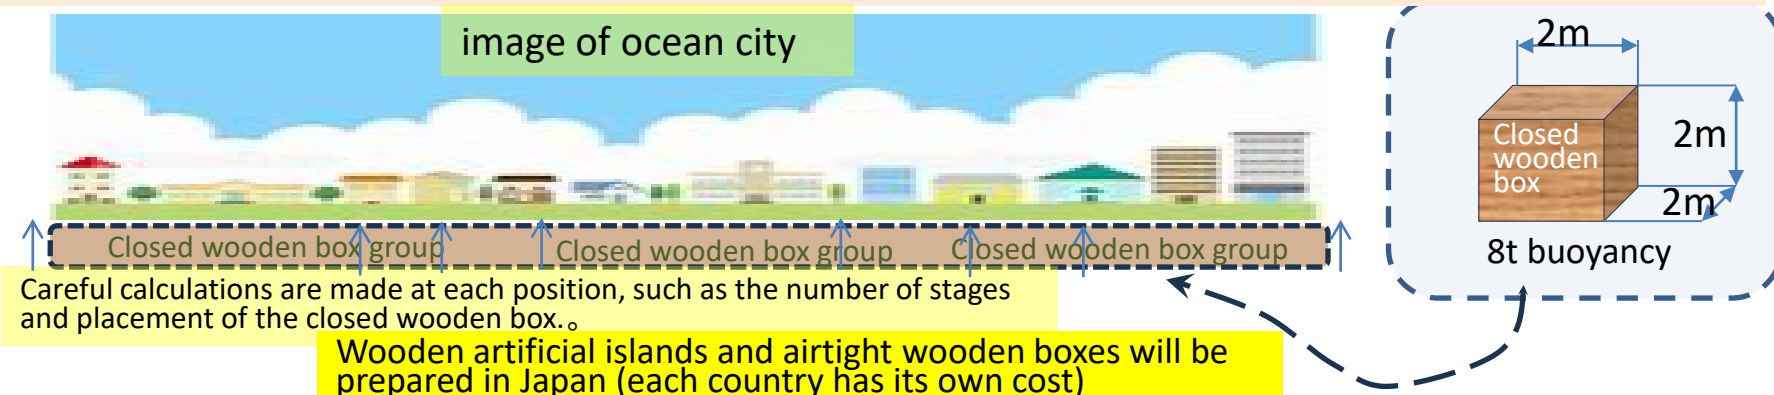 image of ocean city
2m
Closed
wooden
box
2m
2m
8t buoyancy
Closed wooden box group
Closed wooden box group
Closed wooden box group
Careful calculations are made at each position, such as the number of stages
and placement of the closed wooden box.。
Wooden artificial islands and airtight wooden boxes will be
prepared in Japan (each country has its own cost)